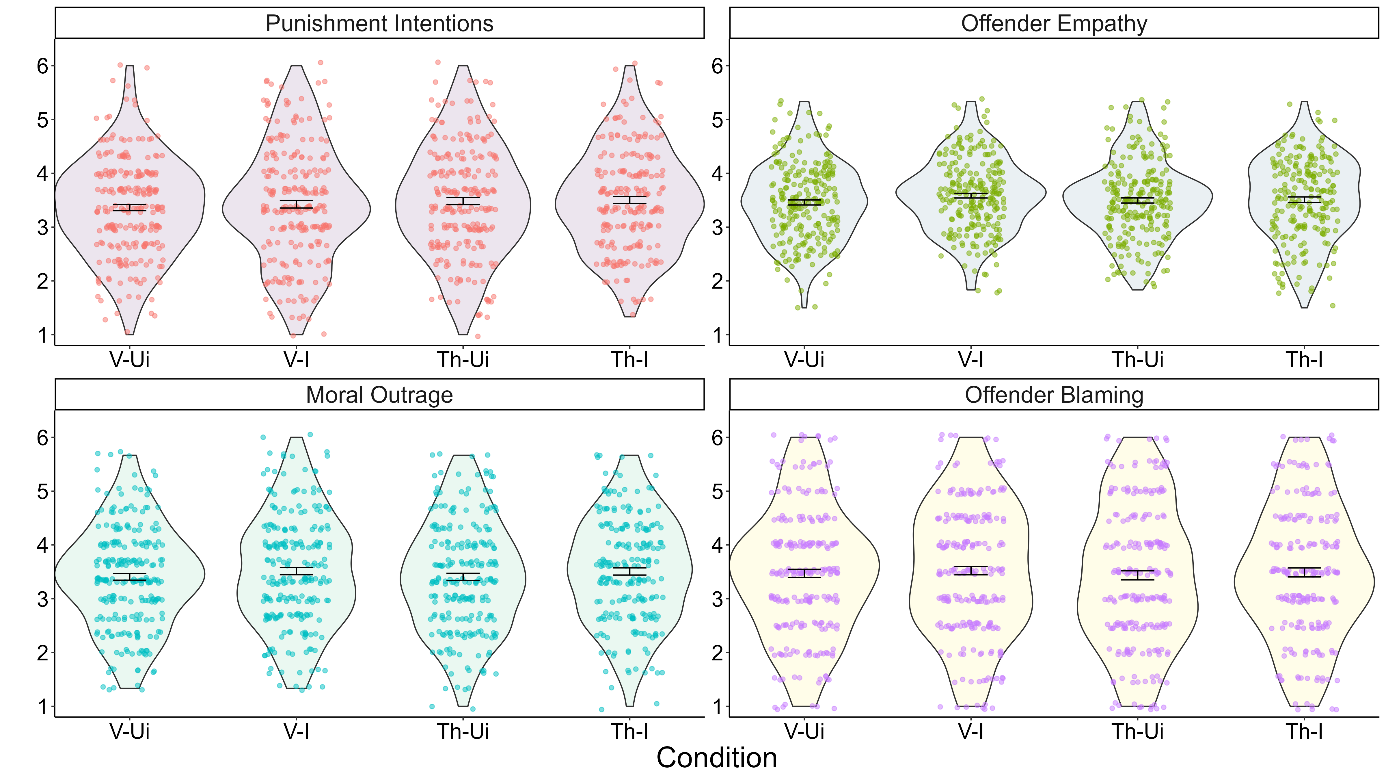 Punishment Intentions
Offender Empathy
6
5
4
3
2
1
6
5
4
3
2
1
V-Ui V-I Th-Ui Th-I
V-Ui V-I Th-Ui Th-I
Moral Outrage
Offender Blaming
6
5
4
3
2
1
6
5
4
3
2
1
V-Ui V-I Th-Ui Th-I
V-Ui V-I Th-Ui Th-I
Condition